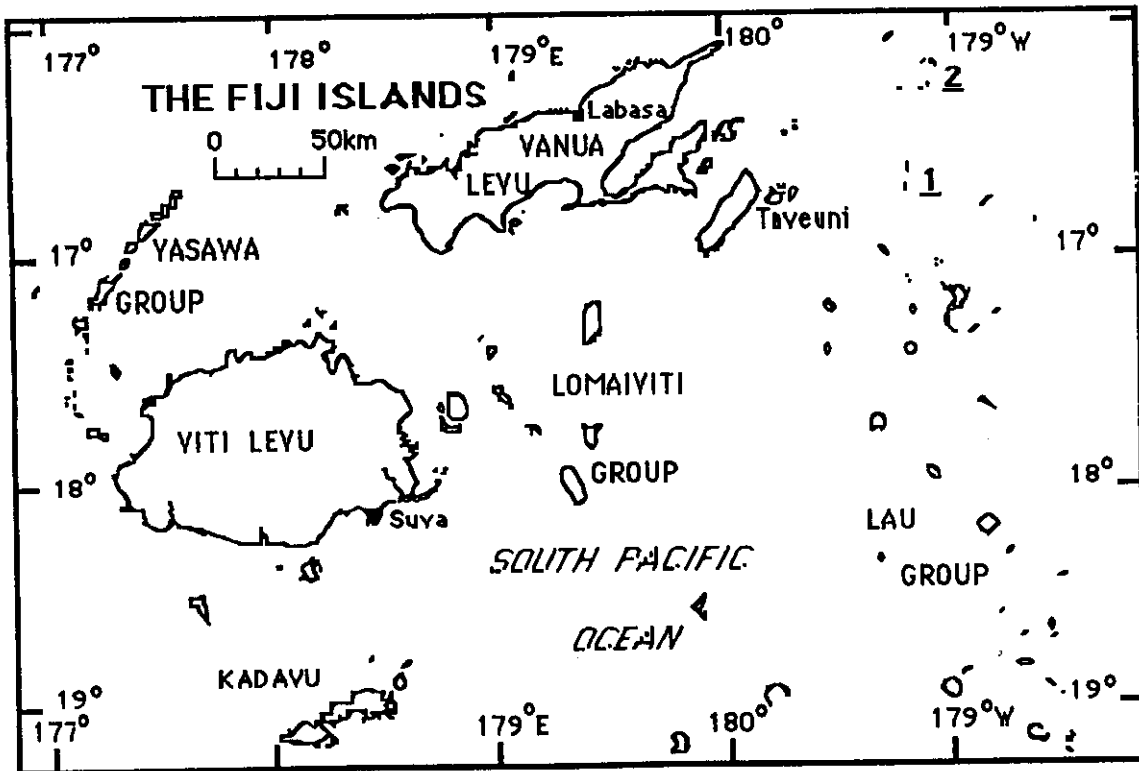 177° 178° 179°E 180° 179°W
THE FIJI ISLANDS
0 50km
2
Labasa
VANUA
LEVU
1
Taveuni
17° YASAWA 17°
GROUP
LOMAIVITI
VITI LEVU
GROUP
18° 18°
Suva
LAU
GROUP
SOUTH PACIFIC
OCEAN
KADAVU
19° 19°
177° 179°E 180° 179°W